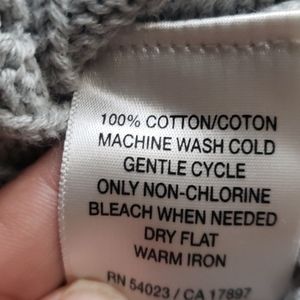 100% COTTON/COTON
MACHINE WASH COLD
GENTLE CYCLE
ONLY NON-CHLORINE
BLEACH WHEN NEEDED
DRY FLAT
WARM IRON
RN 54023 / CA 17897